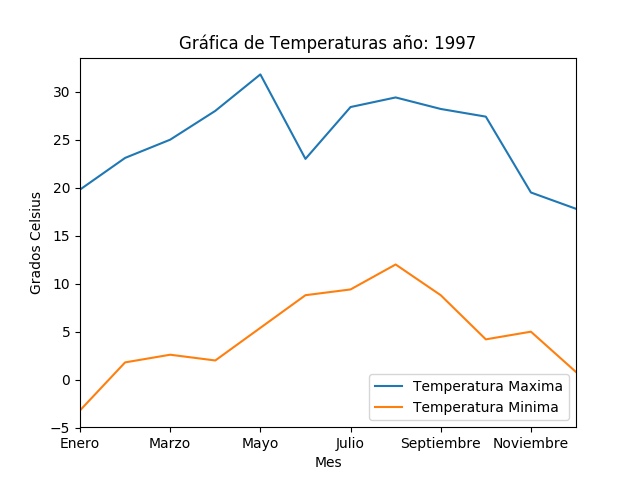 Gráfica de Temperaturas año: 1997
30
25
20
15
10
5
0
−5
Grados Celsius
Enero Marzo Mayo Julio Septiembre Noviembre
Mes
Temperatura Maxima
Temperatura Minima